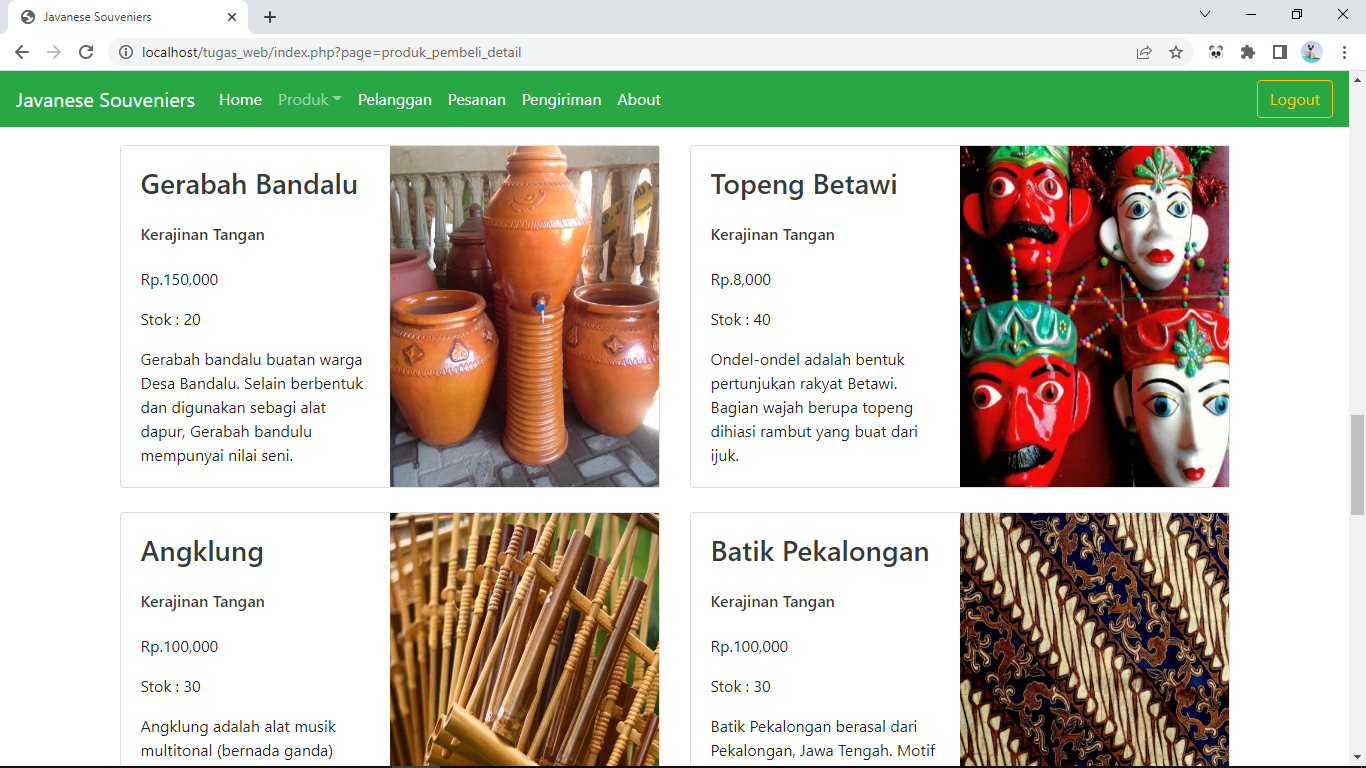 Javanese Souveniers
localhost/tugas_web/index.php?page=produk_pembeli_detail
Javanese Souveniers Home Produk Pelanggan Pesanan Pengiriman About Logout
Gerabah Bandalu
Kerajinan Tangan
Rp.150,000
Stok : 20
Gerabah bandalu buatan warga
Desa Bandalu. Selain berbentuk
dan digunakan sebagi alat
dapur, Gerabah bandulu
mempunyai nilai seni.
Topeng Betawi
Kerajinan Tangan
Rp.8,000
Stok : 40
Ondel-ondel adalah bentuk
pertunjukan rakyat Betawi.
Bagian wajah berupa topeng
dihiasi rambut yang buat dari
ijuk.
Angklung
Kerajinan Tangan
Rp.100,000
Stok : 30
Angklung adalah alat musik
multitonal (bernada ganda)
Batik Pekalongan
Kerajinan Tangan
Rp.100,000
Stok : 30
Batik Pekalongan berasal dari
Pekalongan, Jawa Tengah. Motif